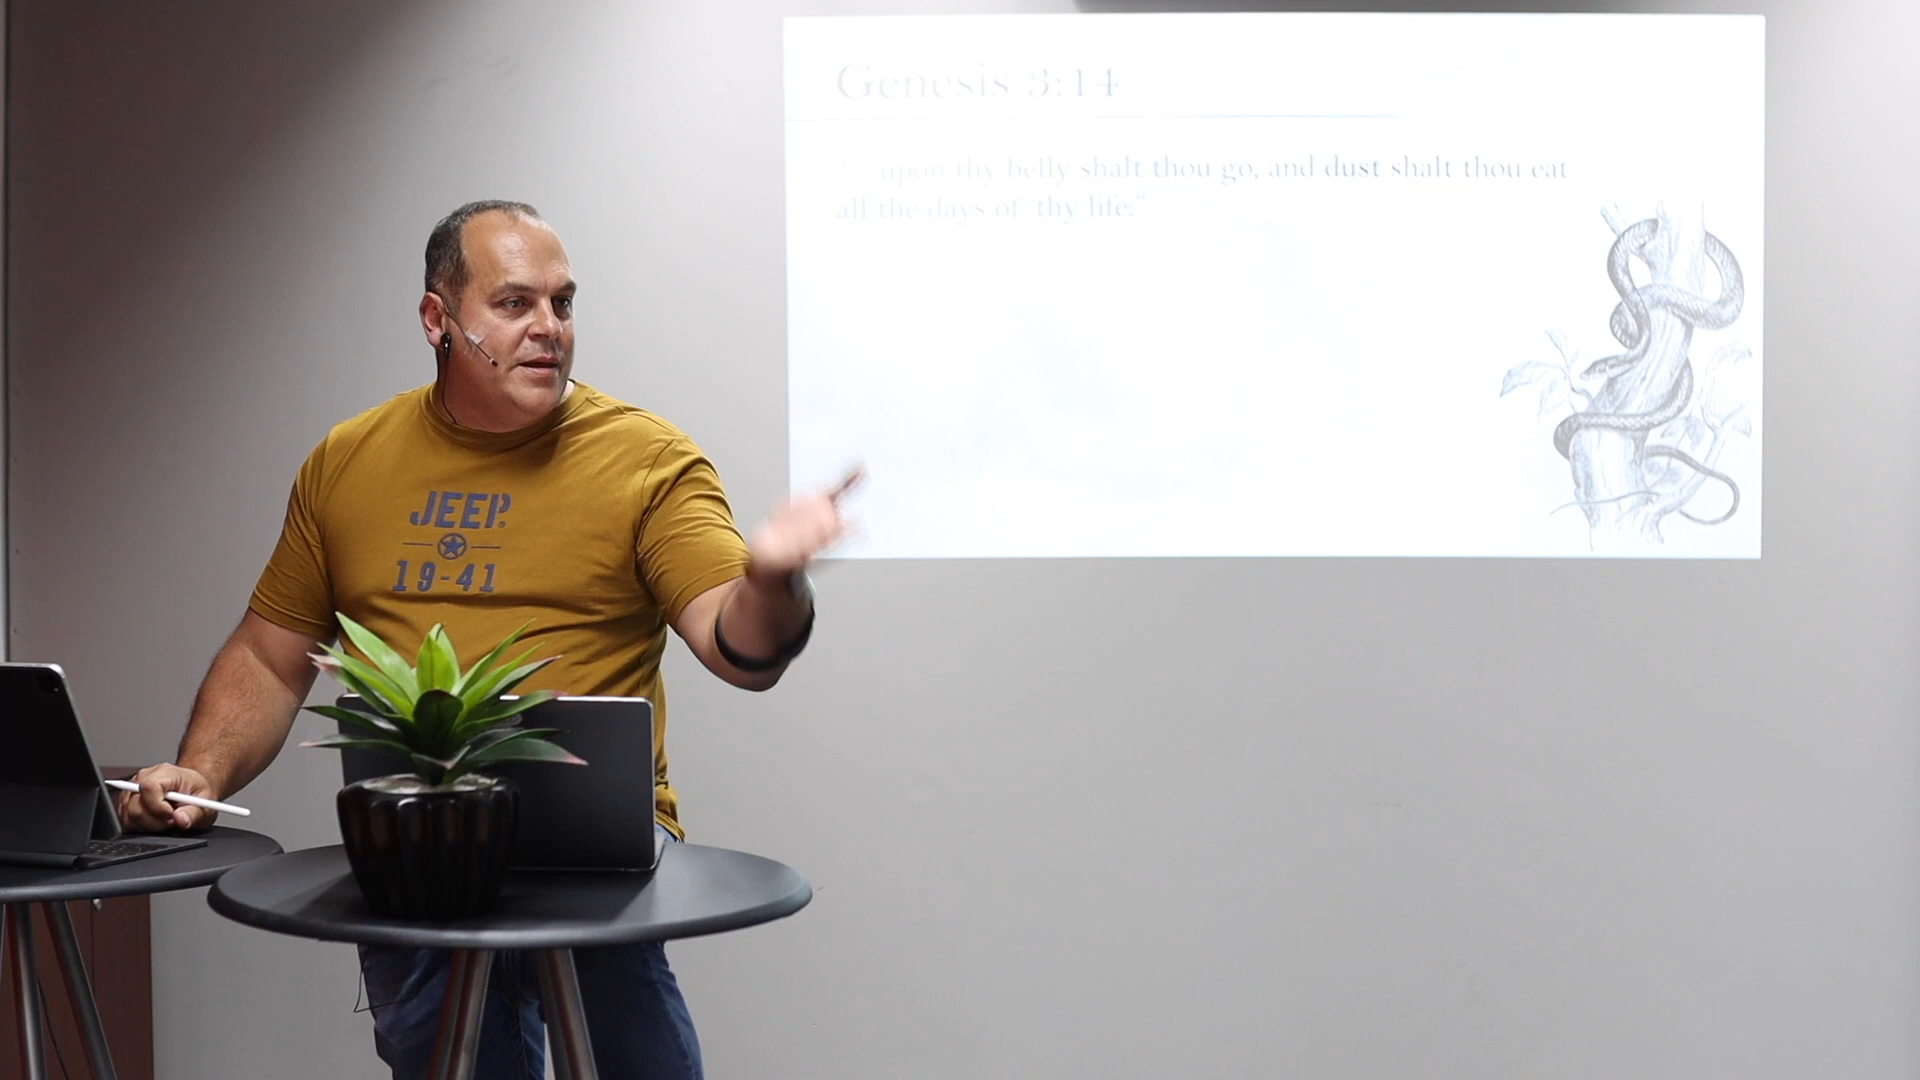 Genesis 3:14
"...upon thy belly shalt thou go, and dust shalt thou eat
all the days of thy life:"
JEEP
19-41